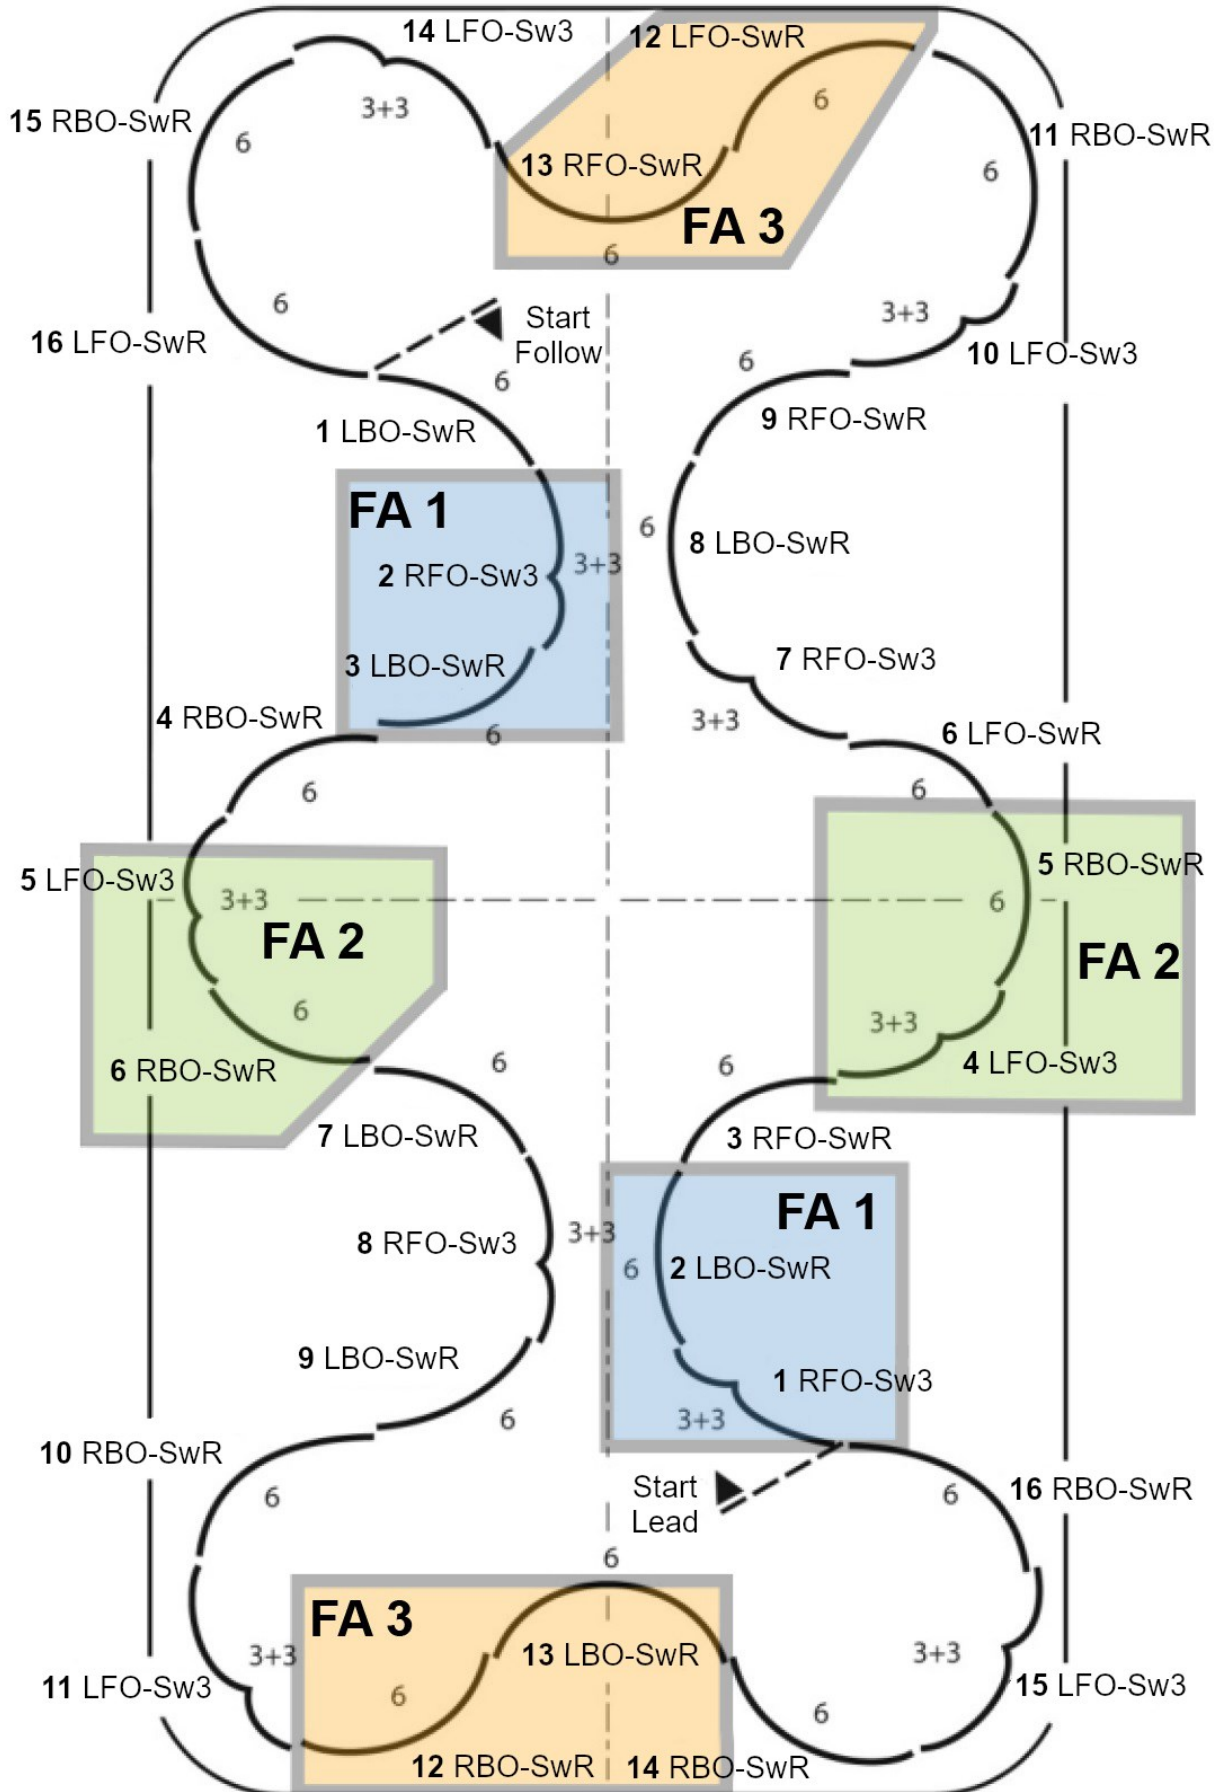 14 LFO-Sw3
12 LFO-SwR
3+3
6
15 RBO-SwR
6
11 RBO-SwR
13 RFO-SwR
6
FA 3
6
6
3+3
Start
Follow
16 LFO-SwR
10 LFO-Sw3
6
6
1 LBO-SwR
9 RFO-SwR
FA 1
6
8 LBO-SwR
3+3
2 RFO-Sw3
3 LBO-SwR
7 RFO-Sw3
4 RBO-SwR
3+3
6
6 LFO-SwR
6
6
5 LFO-Sw3
3+3
5 RBO-SwR
6
FA 2
FA 2
6
3+3
6 RBO-SwR
6
6
4 LFO-Sw3
7 LBO-SwR
3 RFO-SwR
FA 1
8 RFO-Sw3
3+3
6
2 LBO-SwR
9 LBO-SwR
1 RFO-Sw3
6
3+3
10 RBO-SwR
6
Start
Lead
6
16 RBO-SwR
6
FA 3
3+3
13 LBO-SwR
3+3
11 LFO-Sw3
6
15 LFO-Sw3
6
12 RBO-SwR
14 RBO-SwR